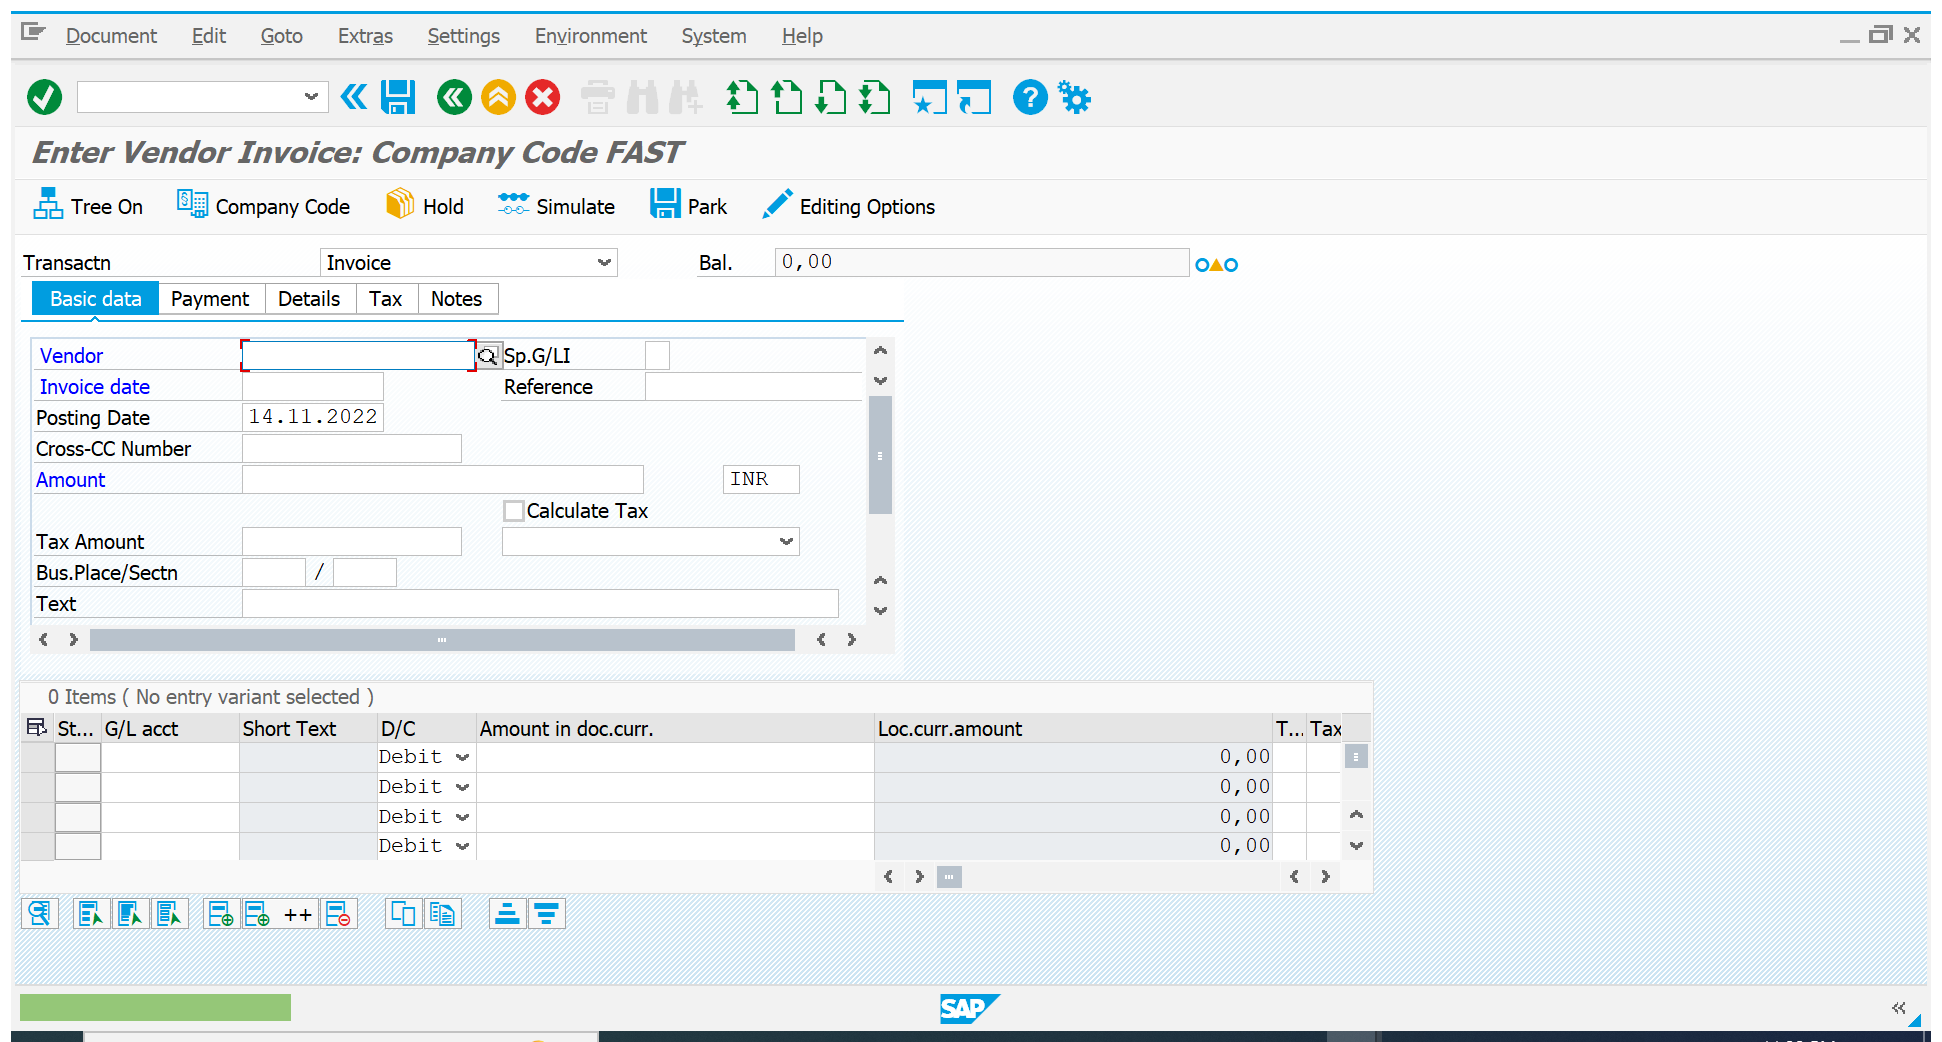 Document Edit Goto Extras Settings Environment System Help
Enter Vendor Invoice: Company Code FAST
Tree On Company Code Hold Simulate Park Editing Options
Transactn Invoice Bal. 0,00
Basic data Payment Details Tax Notes
Vendor Sp.G/LI
Invoice date Reference
Posting Date 14.11.2022
Cross-CC Number
Amount INR
Calculate Tax
Tax Amount
Bus.Place/Sectn /
Text
0 Items ( No entry variant selected )
St... G/L acct Short Text D/C Amount in doc.curr. Loc.curr.amount T... Tax
Debit 0,00
Debit 0,00
Debit 0,00
Debit 0,00
++
SAP